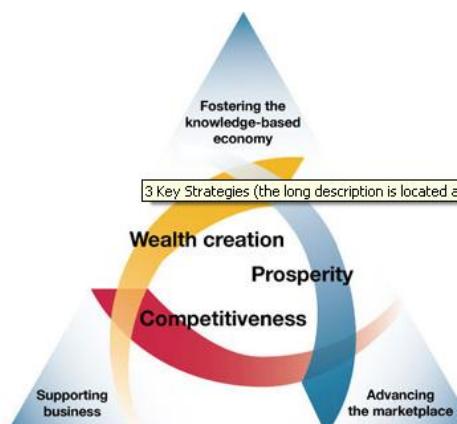 Fostering the
knowledge-based
economy
3 Key Strategies (the long description is located a
Wealth creation
Prosperity
Competitiveness
Supporting
business
Advancing
the marketplace